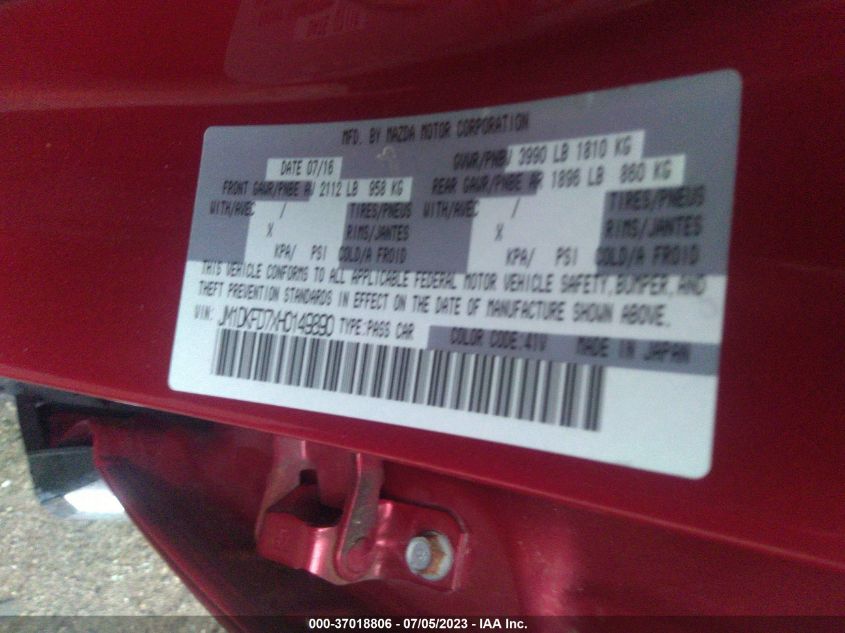 MFD. BY MAZDA MOTOR CORPORATION
DATE 07/16 GVWR/PNBV 3990 LB 1810 KG
FRONT GAWR/PNBE AV 2112 LB 958 KG REAR GAWR/PNBE AR 1896 LB 860 KG
WITH/AVEC / TIRES/PNEUS WITH/AVEC / TIRES/PNEUS
X RIMS/JANTES X RIMS/JANTES
KPA/ PSI COLD/A FROID KPA/ PSI COLD/A FROID
THIS VEHICLE CONFORMS TO ALL APPLICABLE FEDERAL MOTOR VEHICLE SAFETY, BUMPER, AND
THEFT PREVENTION STANDARDS IN EFFECT ON THE DATE OF MANUFACTURE SHOWN ABOVE.
VIN: JM1DKFD7XH0149890 TYPE:PASS CAR COLOR CODE:41V MADE IN JAPAN
000-37018806 - 07/05/2023 - IAA Inc.